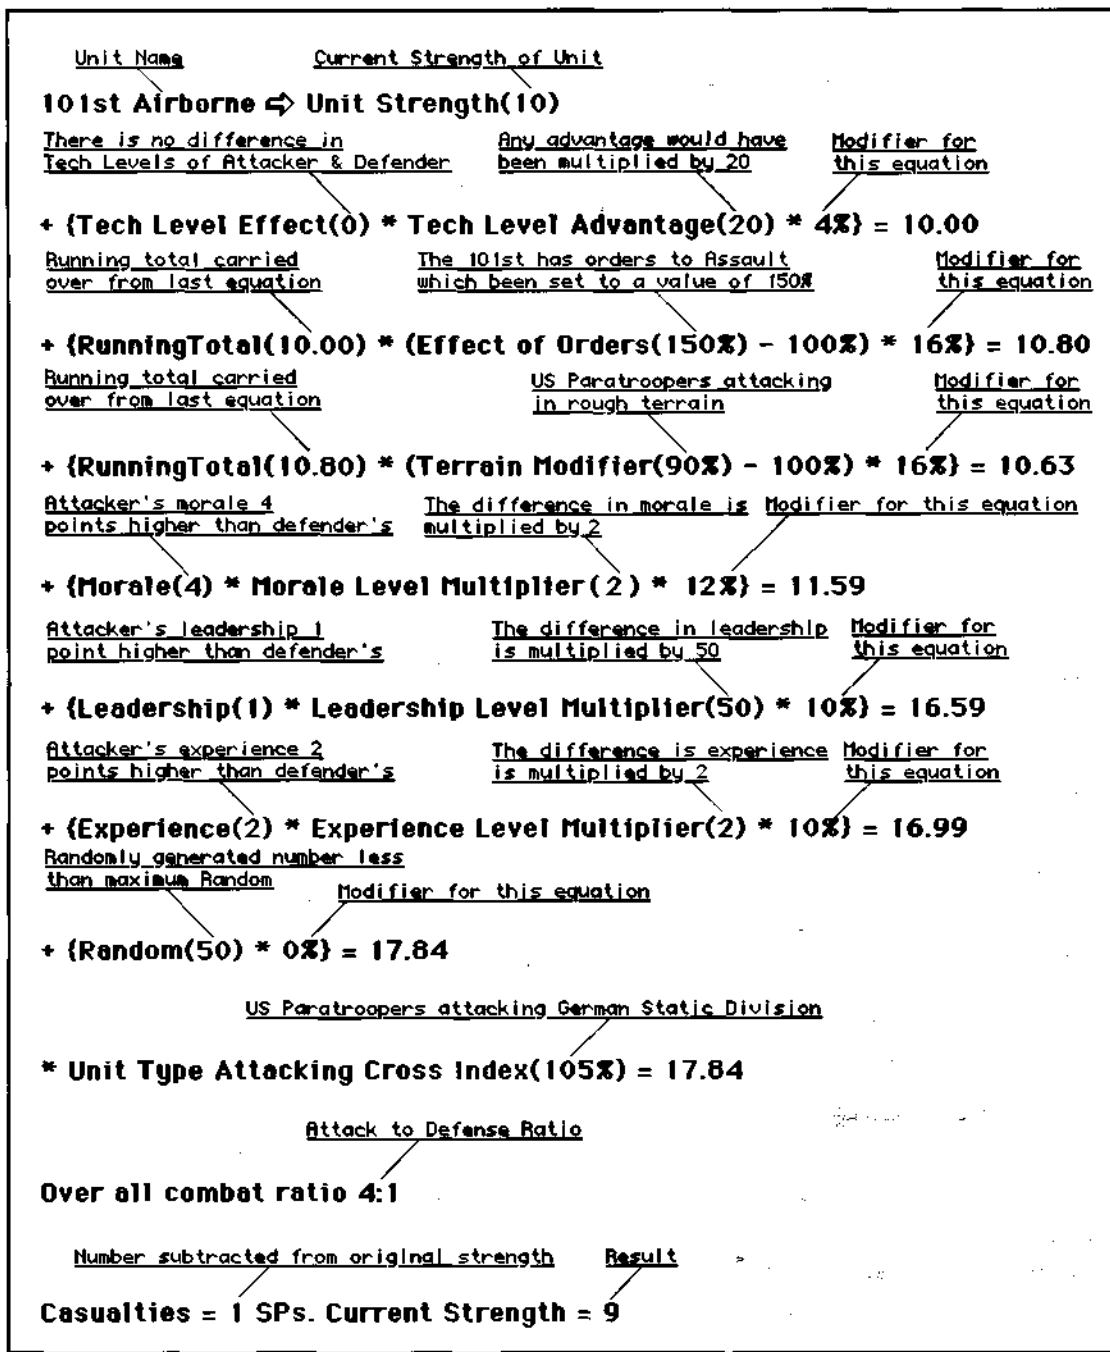 Unit Name Current Strength of Unit
101st Airborne ➪ Unit Strength(10)
There is no difference in Any advantage would have Modifier for
Tech Levels of Attacker & Defender been multiplied by 20 this equation
+ {Tech Level Effect(0) * Tech Level Advantage(20) * 4%} = 10.00
Running total carried The 101st has orders to Assault Modifier for
over from last equation which been set to a value of 150% this equation
+ {RunningTotal(10.00) * (Effect of Orders(150%) - 100%) * 16%} = 10.80
Running total carried US Paratroopers attacking Modifier for
over from last equation in rough terrain this equation
+ {RunningTotal(10.80) * (Terrain Modifier(90%) - 100%) * 16%} = 10.63
Attacker's morale 4 The difference in morale is Modifier for this equation
points higher than defender's multiplied by 2
+ {Morale(4) * Morale Level Multiplier(2) * 12%} = 11.59
Attacker's leadership 1 The difference in leadership Modifier for
point higher than defender's is multiplied by 50 this equation
+ {Leadership(1) * Leadership Level Multiplier(50) * 10%} = 16.59
Attacker's experience 2 The difference is experience Modifier for
points higher than defender's is multiplied by 2 this equation
+ {Experience(2) * Experience Level Multiplier(2) * 10%} = 16.99
Randomly generated number less
than maximum Random Modifier for this equation
+ {Random(50) * 0%} = 17.84
US Paratroopers attacking German Static Division
* Unit Type Attacking Cross Index(105%) = 17.84
Attack to Defense Ratio
Over all combat ratio 4:1
Number subtracted from original strength Result
Casualties = 1 SPs. Current Strength = 9